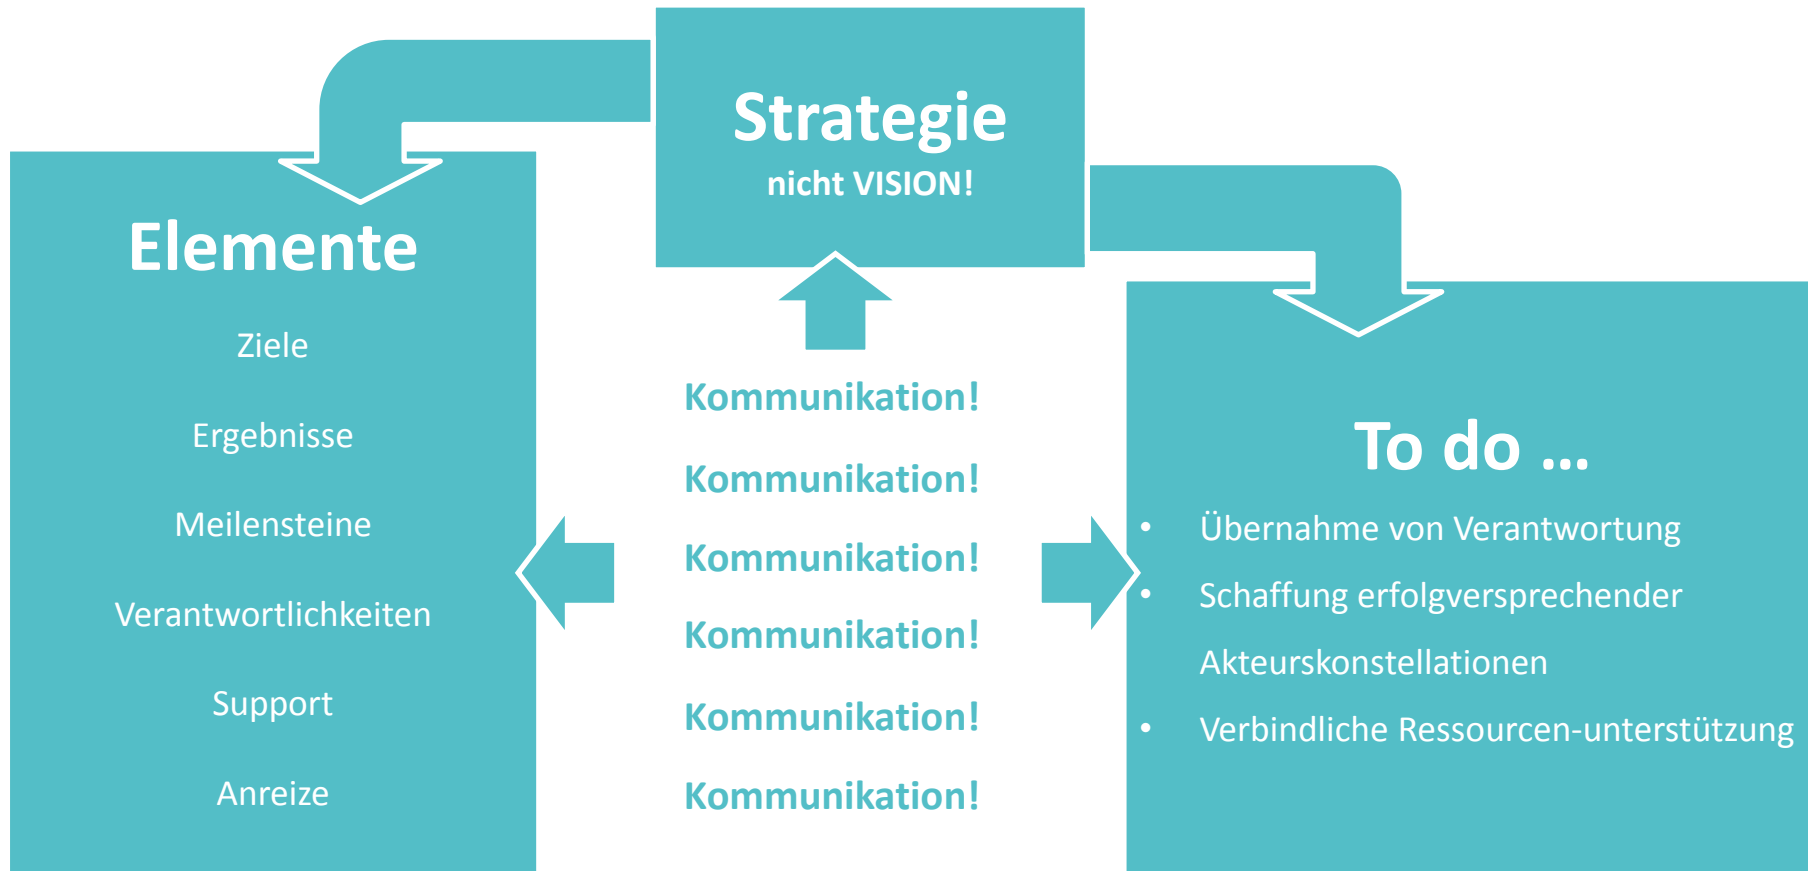 Strategie
nicht VISION!
Elemente
Ziele
Ergebnisse
Meilensteine
Verantwortlichkeiten
Support
Anreize
Kommunikation!
Kommunikation!
Kommunikation!
Kommunikation!
Kommunikation!
Kommunikation!
To do ...
• Übernahme von Verantwortung
• Schaffung erfolgversprechender
Akteurskonstellationen
• Verbindliche Ressourcen-unterstützung